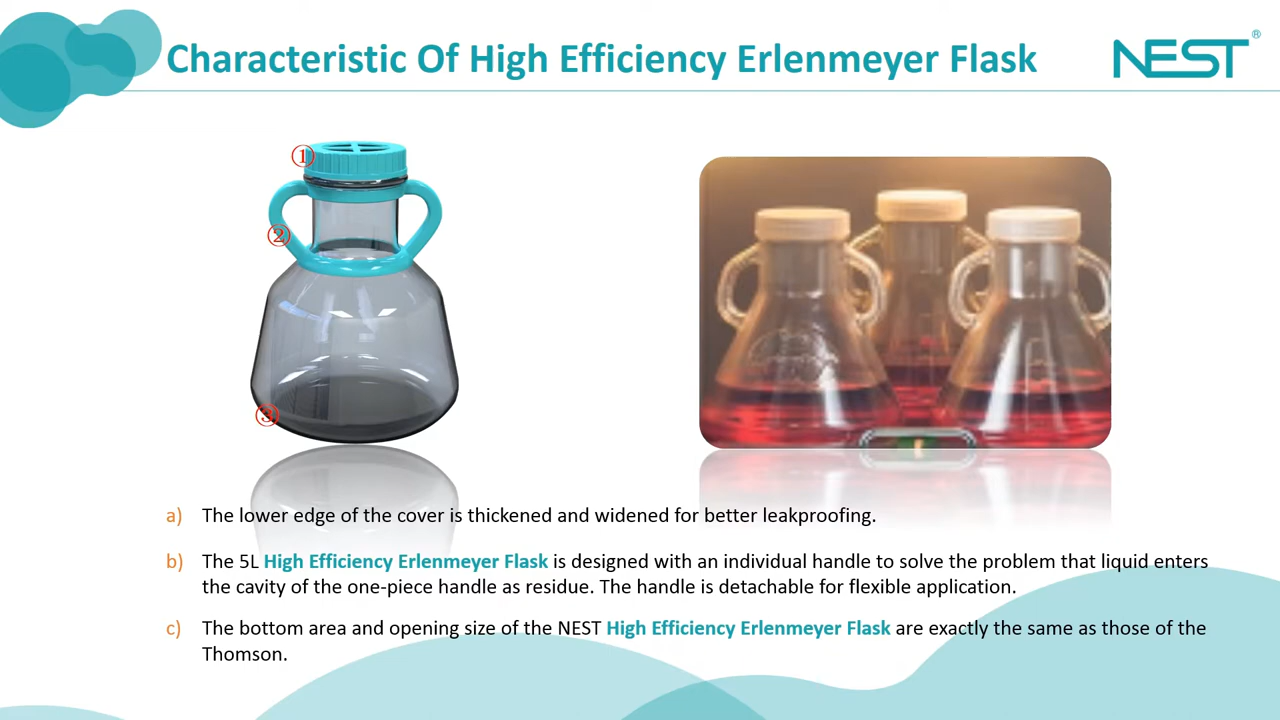 Characteristic Of High Efficiency Erlenmeyer Flask
NEST®
①
②
③
a) The lower edge of the cover is thickened and widened for better leakproofing.
b) The 5L High Efficiency Erlenmeyer Flask is designed with an individual handle to solve the problem that liquid enters
the cavity of the one-piece handle as residue. The handle is detachable for flexible application.
c) The bottom area and opening size of the NEST High Efficiency Erlenmeyer Flask are exactly the same as those of the
Thomson.